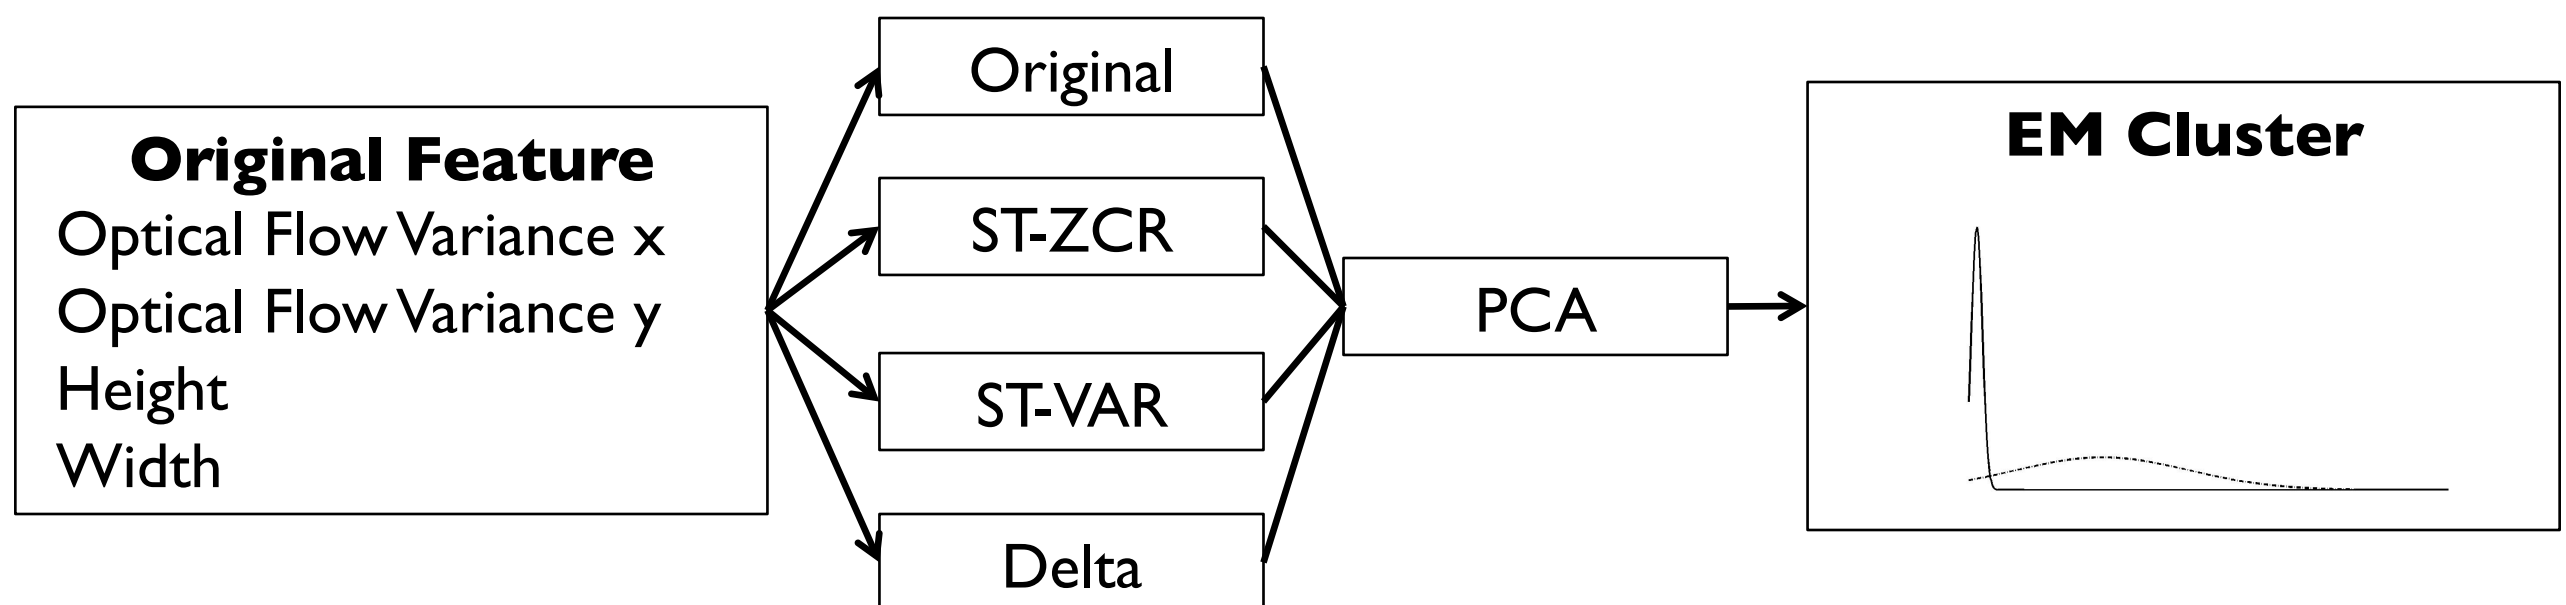 Original Feature
Optical Flow Variance x
Optical Flow Variance y
Height
Width
Original
ST-ZCR
ST-VAR
Delta
PCA
EM Cluster